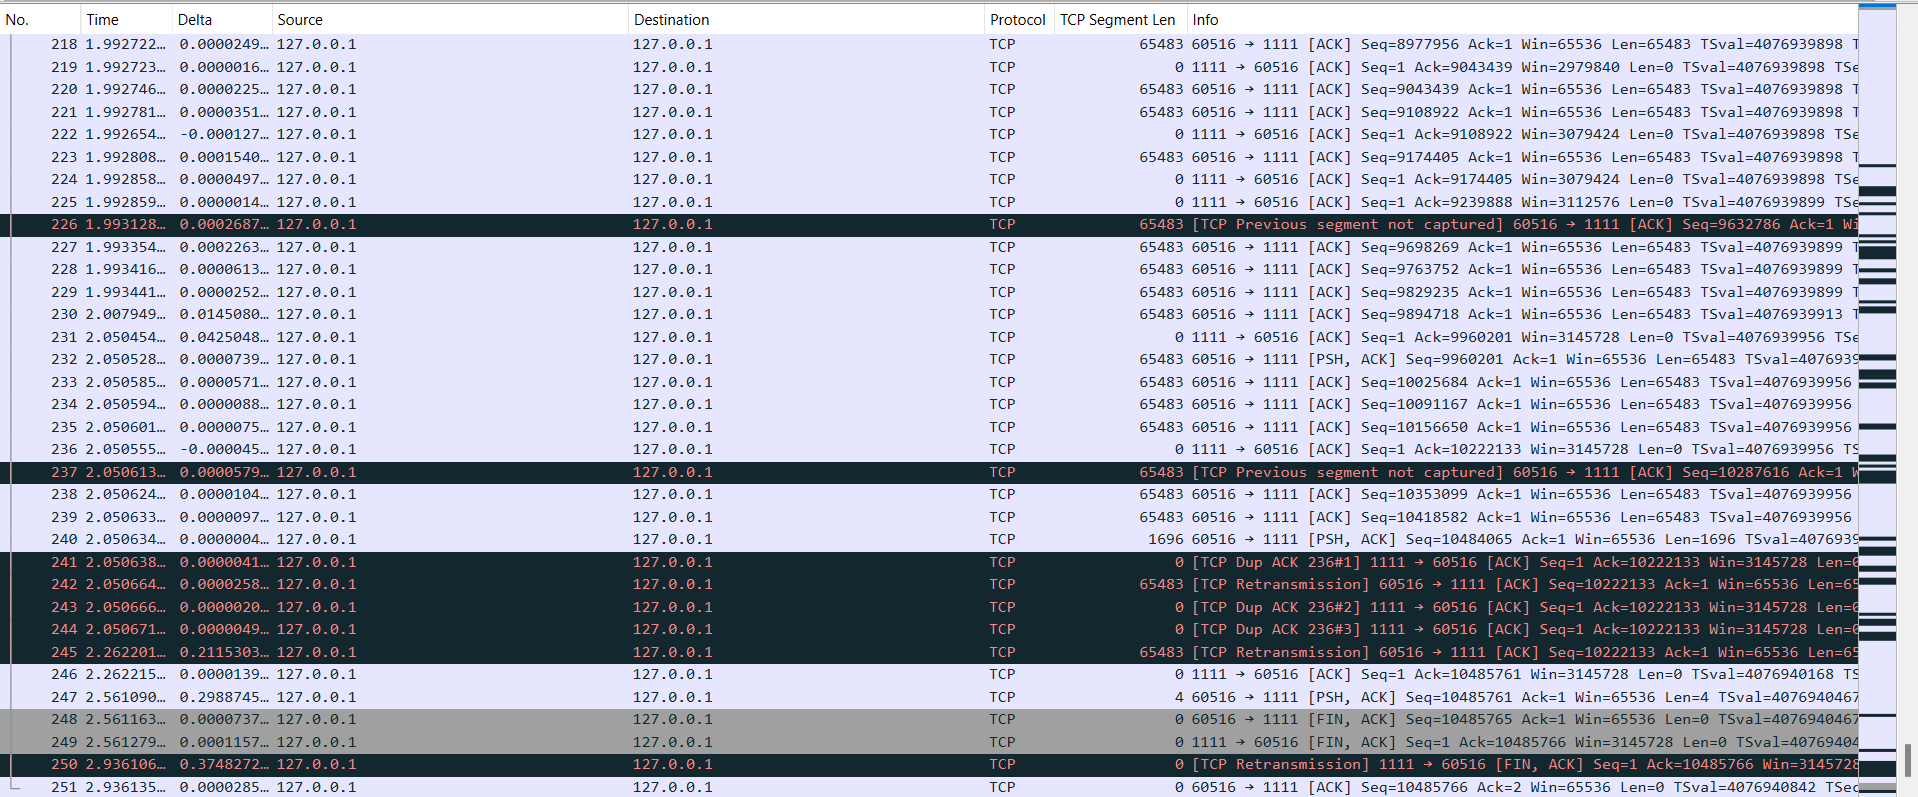 No. Time Delta Source Destination Protocol TCP Segment Len Info
218 1.992722… 0.0000249… 127.0.0.1 127.0.0.1 TCP 65483 60516 → 1111 [ACK] Seq=8977956 Ack=1 Win=65536 Len=65483 TSval=4076939898 T
219 1.992723… 0.0000016… 127.0.0.1 127.0.0.1 TCP 0 1111 → 60516 [ACK] Seq=1 Ack=9043439 Win=2979840 Len=0 TSval=4076939898 TSe
220 1.992746… 0.0000225… 127.0.0.1 127.0.0.1 TCP 65483 60516 → 1111 [ACK] Seq=9043439 Ack=1 Win=65536 Len=65483 TSval=4076939898 T
221 1.992781… 0.0000351… 127.0.0.1 127.0.0.1 TCP 65483 60516 → 1111 [ACK] Seq=9108922 Ack=1 Win=65536 Len=65483 TSval=4076939898 T
222 1.992654… -0.000127… 127.0.0.1 127.0.0.1 TCP 0 1111 → 60516 [ACK] Seq=1 Ack=9108922 Win=3079424 Len=0 TSval=4076939898 TSe
223 1.992808… 0.0001540… 127.0.0.1 127.0.0.1 TCP 65483 60516 → 1111 [ACK] Seq=9174405 Ack=1 Win=65536 Len=65483 TSval=4076939898 T
224 1.992858… 0.0000497… 127.0.0.1 127.0.0.1 TCP 0 1111 → 60516 [ACK] Seq=1 Ack=9174405 Win=3079424 Len=0 TSval=4076939898 TSe
225 1.992859… 0.0000014… 127.0.0.1 127.0.0.1 TCP 0 1111 → 60516 [ACK] Seq=1 Ack=9239888 Win=3112576 Len=0 TSval=4076939899 TSe
226 1.993128… 0.0002687… 127.0.0.1 127.0.0.1 TCP 65483 [TCP Previous segment not captured] 60516 → 1111 [ACK] Seq=9632786 Ack=1 Wi
227 1.993354… 0.0002263… 127.0.0.1 127.0.0.1 TCP 65483 60516 → 1111 [ACK] Seq=9698269 Ack=1 Win=65536 Len=65483 TSval=4076939899 T
228 1.993416… 0.0000613… 127.0.0.1 127.0.0.1 TCP 65483 60516 → 1111 [ACK] Seq=9763752 Ack=1 Win=65536 Len=65483 TSval=4076939899 T
229 1.993441… 0.0000252… 127.0.0.1 127.0.0.1 TCP 65483 60516 → 1111 [ACK] Seq=9829235 Ack=1 Win=65536 Len=65483 TSval=4076939899 T
230 2.007949… 0.0145080… 127.0.0.1 127.0.0.1 TCP 65483 60516 → 1111 [ACK] Seq=9894718 Ack=1 Win=65536 Len=65483 TSval=4076939913 T
231 2.050454… 0.0425048… 127.0.0.1 127.0.0.1 TCP 0 1111 → 60516 [ACK] Seq=1 Ack=9960201 Win=3145728 Len=0 TSval=4076939956 TSe
232 2.050528… 0.0000739… 127.0.0.1 127.0.0.1 TCP 65483 60516 → 1111 [PSH, ACK] Seq=9960201 Ack=1 Win=65536 Len=65483 TSval=4076939
233 2.050585… 0.0000571… 127.0.0.1 127.0.0.1 TCP 65483 60516 → 1111 [ACK] Seq=10025684 Ack=1 Win=65536 Len=65483 TSval=4076939956
234 2.050594… 0.0000088… 127.0.0.1 127.0.0.1 TCP 65483 60516 → 1111 [ACK] Seq=10091167 Ack=1 Win=65536 Len=65483 TSval=4076939956
235 2.050601… 0.0000075… 127.0.0.1 127.0.0.1 TCP 65483 60516 → 1111 [ACK] Seq=10156650 Ack=1 Win=65536 Len=65483 TSval=4076939956
236 2.050555… -0.000045… 127.0.0.1 127.0.0.1 TCP 0 1111 → 60516 [ACK] Seq=1 Ack=10222133 Win=3145728 Len=0 TSval=4076939956 TS
237 2.050613… 0.0000579… 127.0.0.1 127.0.0.1 TCP 65483 [TCP Previous segment not captured] 60516 → 1111 [ACK] Seq=10287616 Ack=1 W
238 2.050624… 0.0000104… 127.0.0.1 127.0.0.1 TCP 65483 60516 → 1111 [ACK] Seq=10353099 Ack=1 Win=65536 Len=65483 TSval=4076939956
239 2.050633… 0.0000097… 127.0.0.1 127.0.0.1 TCP 65483 60516 → 1111 [ACK] Seq=10418582 Ack=1 Win=65536 Len=65483 TSval=4076939956
240 2.050634… 0.0000004… 127.0.0.1 127.0.0.1 TCP 1696 60516 → 1111 [PSH, ACK] Seq=10484065 Ack=1 Win=65536 Len=1696 TSval=4076939
241 2.050638… 0.0000041… 127.0.0.1 127.0.0.1 TCP 0 [TCP Dup ACK 236#1] 1111 → 60516 [ACK] Seq=1 Ack=10222133 Win=3145728 Len=0
242 2.050664… 0.0000258… 127.0.0.1 127.0.0.1 TCP 65483 [TCP Retransmission] 60516 → 1111 [ACK] Seq=10222133 Ack=1 Win=65536 Len=65
243 2.050666… 0.0000020… 127.0.0.1 127.0.0.1 TCP 0 [TCP Dup ACK 236#2] 1111 → 60516 [ACK] Seq=1 Ack=10222133 Win=3145728 Len=0
244 2.050671… 0.0000049… 127.0.0.1 127.0.0.1 TCP 0 [TCP Dup ACK 236#3] 1111 → 60516 [ACK] Seq=1 Ack=10222133 Win=3145728 Len=0
245 2.262201… 0.2115303… 127.0.0.1 127.0.0.1 TCP 65483 [TCP Retransmission] 60516 → 1111 [ACK] Seq=10222133 Ack=1 Win=65536 Len=65
246 2.262215… 0.0000139… 127.0.0.1 127.0.0.1 TCP 0 1111 → 60516 [ACK] Seq=1 Ack=10485761 Win=3145728 Len=0 TSval=4076940168 TS
247 2.561090… 0.2988745… 127.0.0.1 127.0.0.1 TCP 4 60516 → 1111 [PSH, ACK] Seq=10485761 Ack=1 Win=65536 Len=4 TSval=4076940467
248 2.561163… 0.0000737… 127.0.0.1 127.0.0.1 TCP 0 60516 → 1111 [FIN, ACK] Seq=10485765 Ack=1 Win=65536 Len=0 TSval=4076940467
249 2.561279… 0.0001157… 127.0.0.1 127.0.0.1 TCP 0 1111 → 60516 [FIN, ACK] Seq=1 Ack=10485766 Win=3145728 Len=0 TSval=40769404
250 2.936106… 0.3748272… 127.0.0.1 127.0.0.1 TCP 0 [TCP Retransmission] 1111 → 60516 [FIN, ACK] Seq=1 Ack=10485766 Win=3145728
251 2.936135… 0.0000285… 127.0.0.1 127.0.0.1 TCP 0 60516 → 1111 [ACK] Seq=10485766 Ack=2 Win=65536 Len=0 TSval=4076940842 TSec